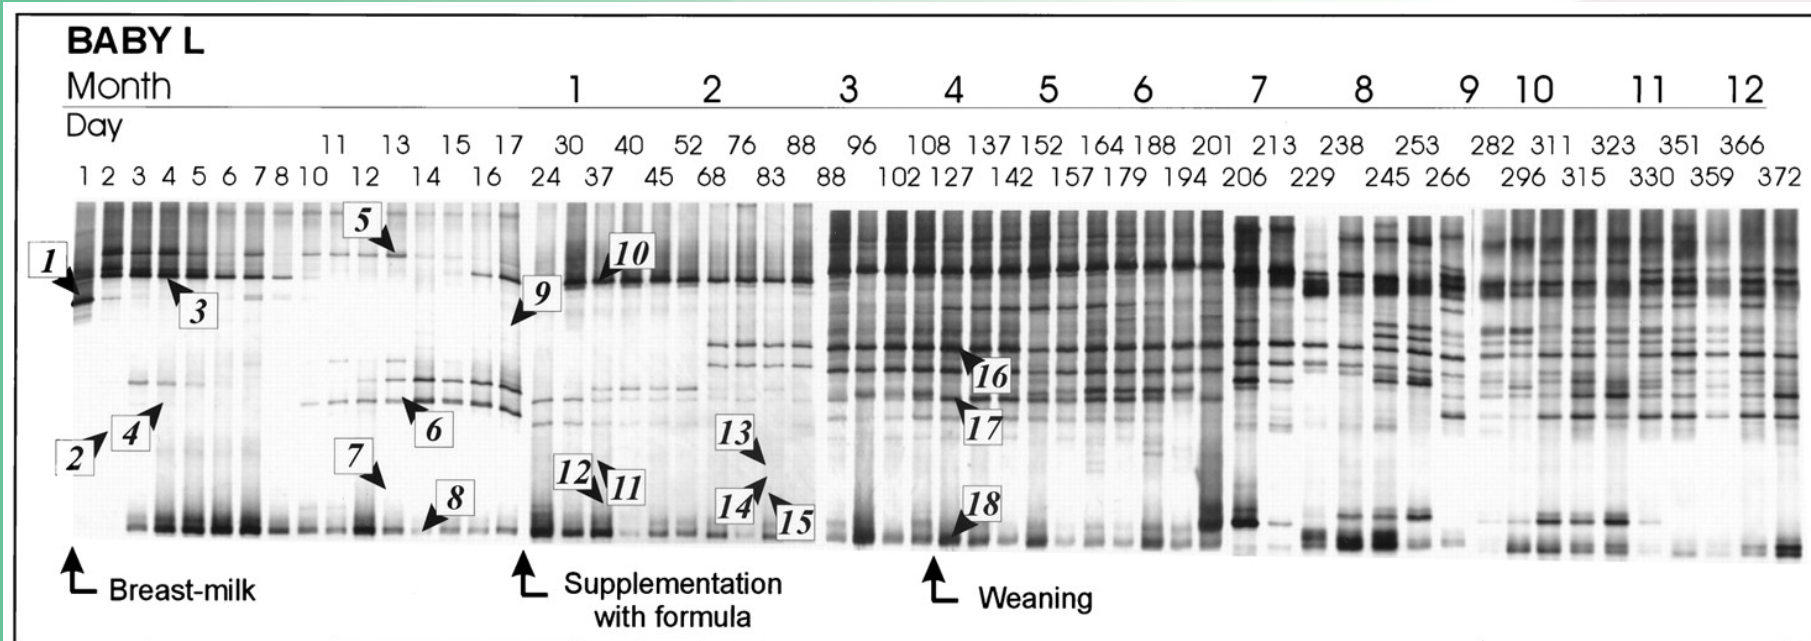 BABY L
Month 1 2 3 4 5 6 7 8 9 10 11 12
Day
11 13 15 17 30 40 52 76 88 96 108 137 152 164 188 201 213 238 253 282 311 323 351 366
1 2 3 4 5 6 7 8 10 12 14 16 24 37 45 68 83 88 102 127 142 157 179 194 206 229 245 266 296 315 330 359 372
5
1
10
9
3
16
4
6
17
2
13
7
12
11
8
14
15
18
Breast-milk
Supplementation
with formula
Weaning